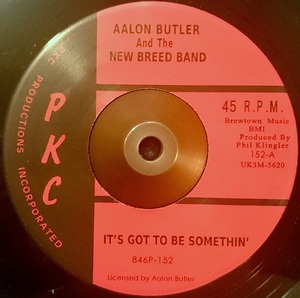 AALON BUTLER
And The
NEW BREED BAND
PKC
PKC PRODUCTIONS INCORPORATED
45 R.P.M.
Brewtown Music
BMI
Produced By
Phil Klingler
152-A
UK3M-5620
IT'S GOT TO BE SOMETHIN'
846P-152
Licensed by Aalon Butler